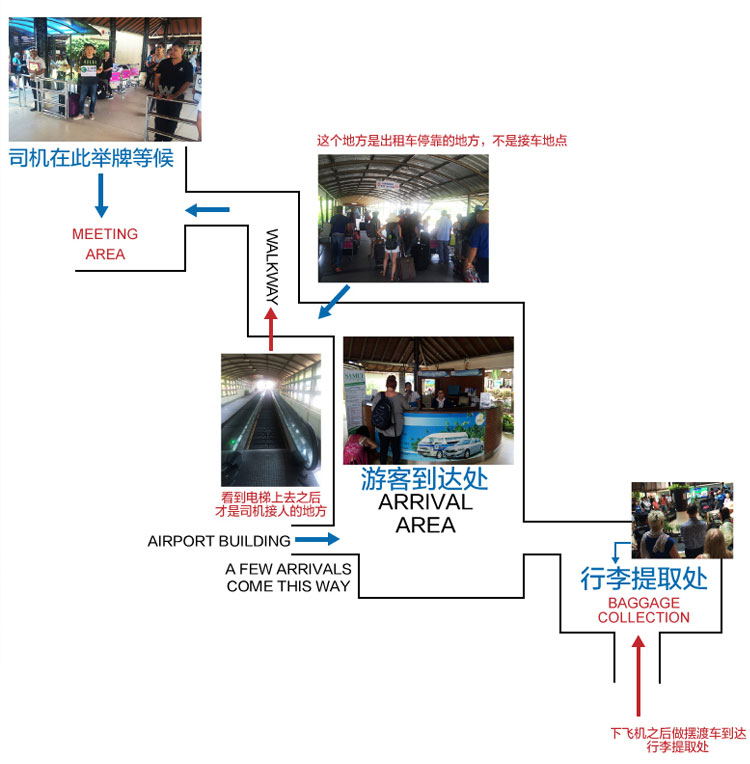 司机在此举牌等候
MEETING
AREA
这个地方是出租车停靠的地方，不是接车地点
WALKWAY
SAMUI
看到电梯上去之后
才是司机接人的地方
游客到达处
ARRIVAL
AREA
AIRPORT BUILDING
A FEW ARRIVALS
COME THIS WAY
行李提取处
BAGGAGE
COLLECTION
下飞机之后做摆渡车到达
行李提取处